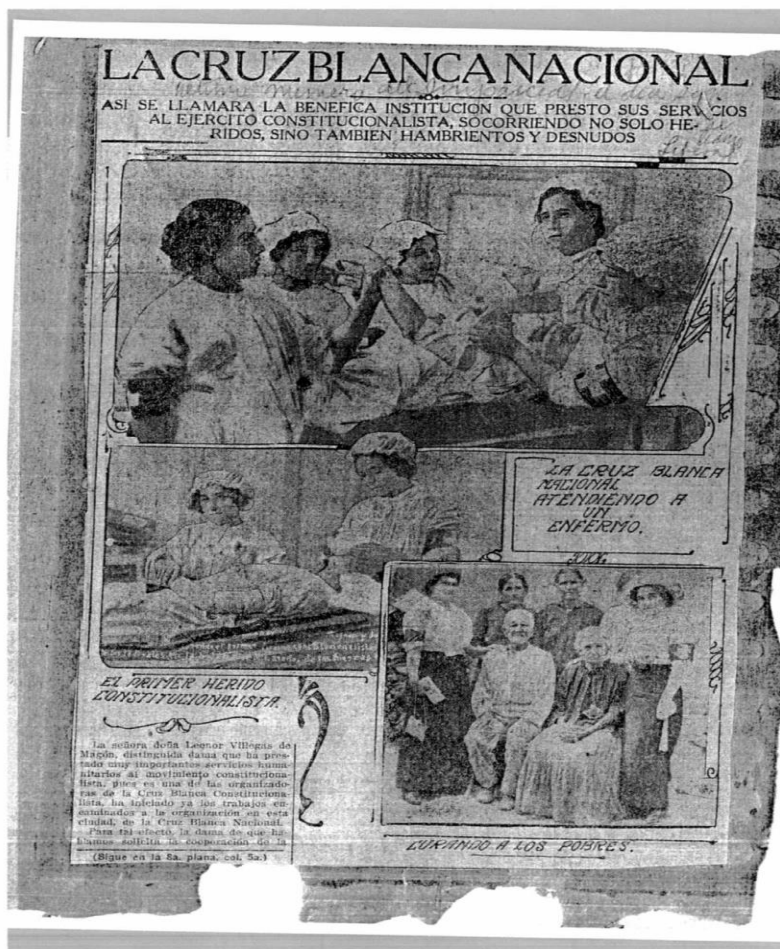 LA CRUZ BLANCA NACIONAL
ASI SE LLAMARA LA BENEFICA INSTITUCION QUE PRESTO SUS SERVICIOS
AL EJERCITO CONSTITUCIONALISTA, SOCORRIENDO NO SOLO HE-
RIDOS, SINO TAMBIEN HAMBRIENTOS Y DESNUDOS
LA CRUZ BLANCA
NACIONAL
ATENDIENDO A
UN
ENFERMO.
EL PRIMER HERIDO
CONSTITUCIONALISTA.
La señora doña Leonor Villegas de
Magón, distinguida dama que ha pres-
tado muy importantes servicios huma-
nitarios al movimiento constituciona-
lista, pues es una de las organizado-
ras de la Cruz Blanca Constituciona-
lista, ha iniciado ya los trabajos en-
caminados a la organización en esta
ciudad, de la Cruz Blanca Nacional.
Para tal efecto, la dama de que ha-
blamos solicita la cooperación de la
(Sigue en la 8a. plana, col. 5a.)
CURANDO A LOS POBRES.